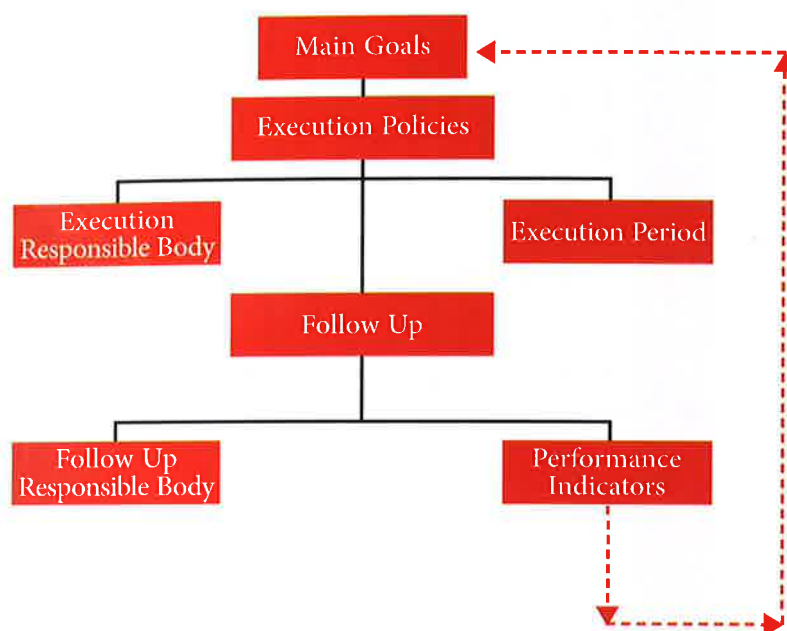 Main Goals
Execution Policies
Execution
Responsible Body
Execution Period
Follow Up
Follow Up
Responsible Body
Performance
Indicators